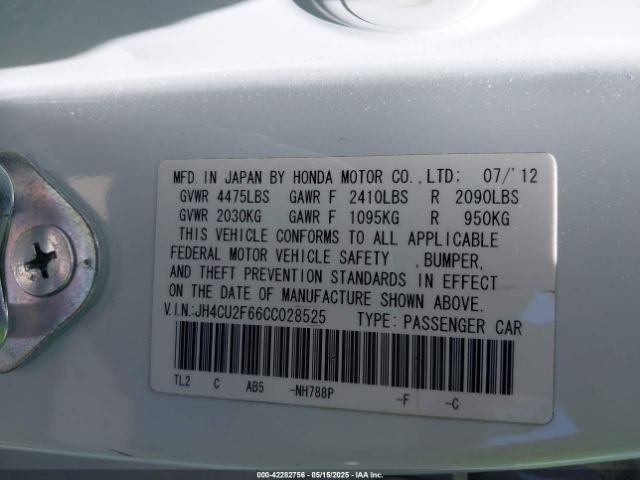 MFD. IN JAPAN BY HONDA MOTOR CO.,LTD: 07/'12
GVWR 4475LBS GAWR F 2410LBS R 2090LBS
GVWR 2030KG GAWR F 1095KG R 950KG
THIS VEHICLE CONFORMS TO ALL APPLICABLE
FEDERAL MOTOR VEHICLE SAFETY ,BUMPER,
AND THEFT PREVENTION STANDARDS IN EFFECT
ON THE DATE OF MANUFACTURE SHOWN ABOVE.
V.I.N:JH4CU2F66CC028525 TYPE: PASSENGER CAR
TL2 C AB5 -NH788P -F -C
000-42282756 - 05/15/2025 - IAA Inc.